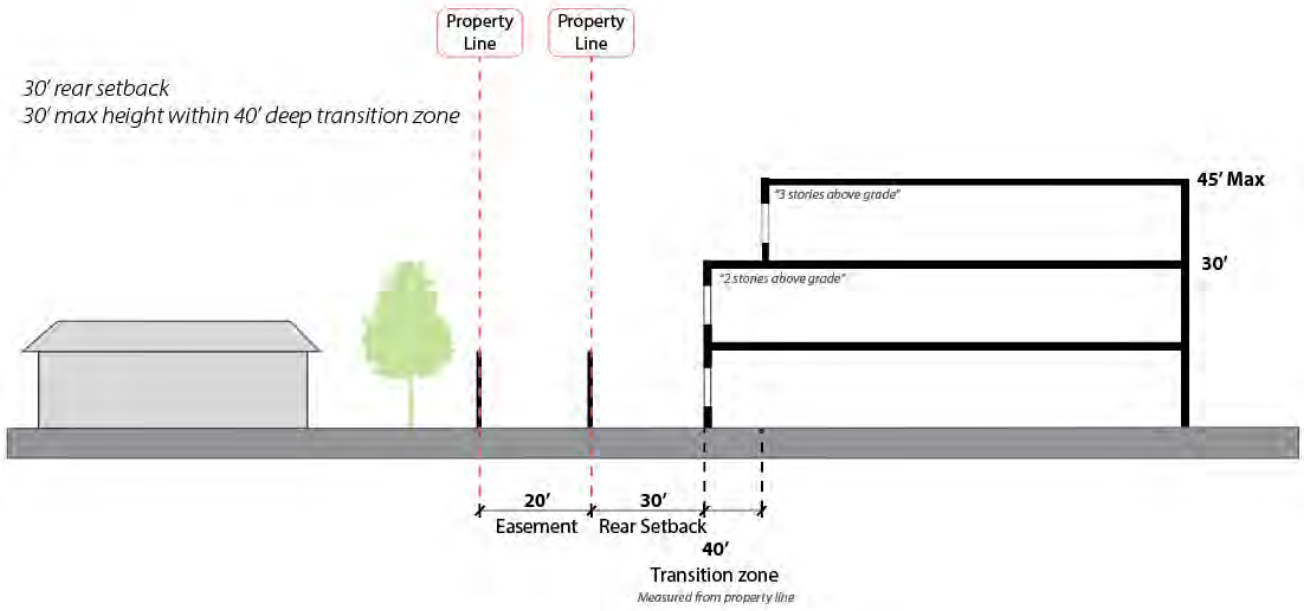 Property
Line
Property
Line
30’ rear setback
30’ max height within 40’ deep transition zone
45’ Max
“3 stories above grade”
30’
“2 stories above grade”
20’
30’
Easement
Rear Setback
40’
Transition zone
Measured from property line